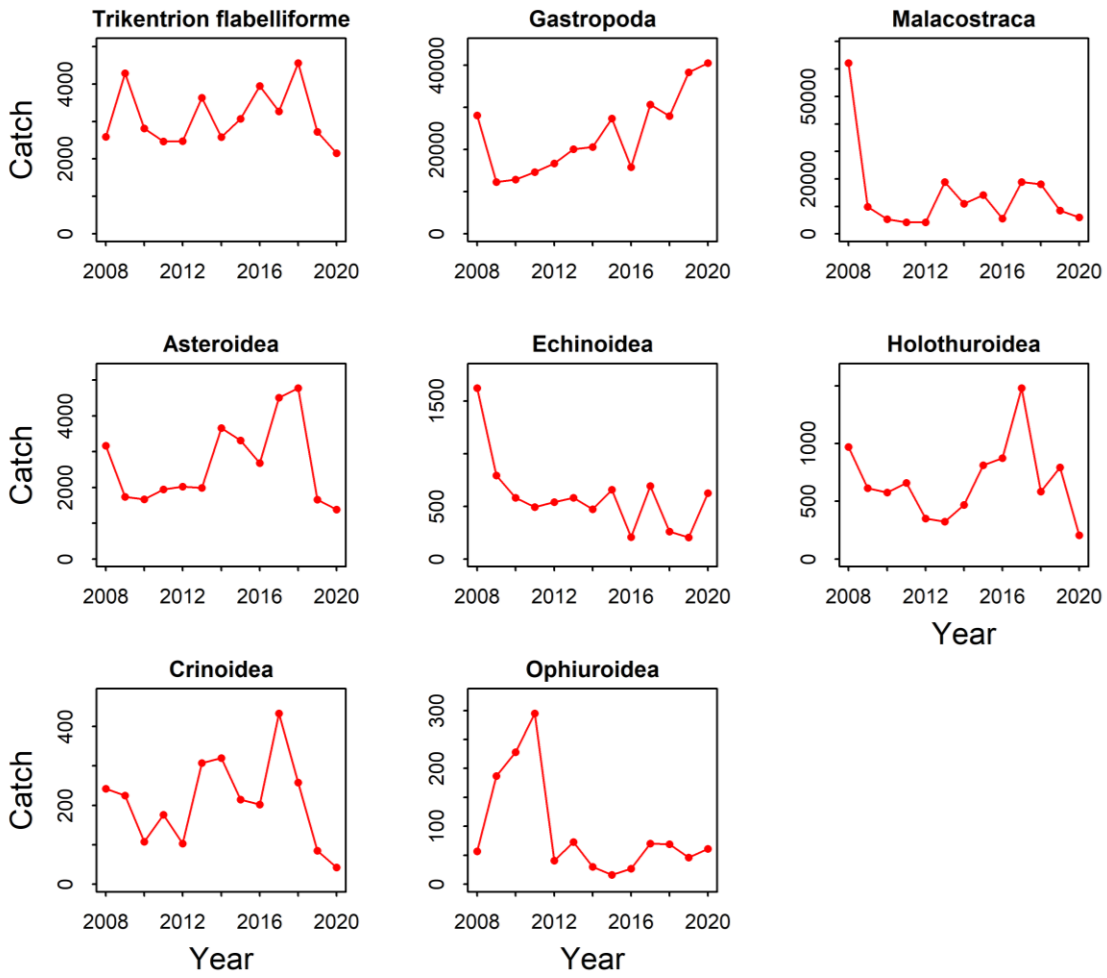 Trikentrion flabelliforme
Gastropoda
Malacostraca
Catch
0 2000 4000
0 20000 40000
0 20000 50000
2008 2012 2016 2020
2008 2012 2016 2020
2008 2012 2016 2020
Asteroidea
Echinoidea
Holothuroidea
Catch
0 2000 4000
0 500 1500
0 500 1000
2008 2012 2016 2020
2008 2012 2016 2020
2008 2012 2016 2020
Year
Crinoidea
Ophiuroidea
Catch
0 200 400
0 100 200 300
2008 2012 2016 2020
2008 2012 2016 2020
Year
Year